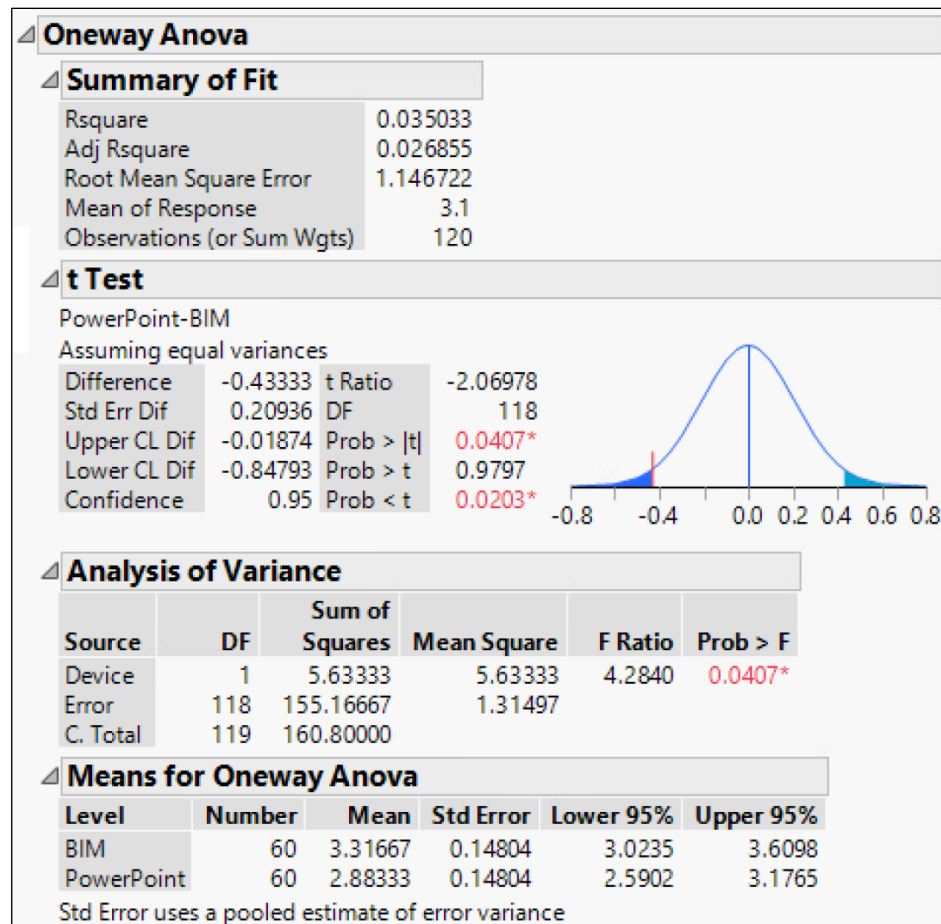 Oneway Anova
Summary of Fit
Rsquare 0.035033
Adj Rsquare 0.026855
Root Mean Square Error 1.146722
Mean of Response 3.1
Observations (or Sum Wgts) 120
t Test
PowerPoint-BIM
Assuming equal variances
Difference -0.43333 t Ratio -2.06978
Std Err Dif 0.20936 DF 118
Upper CL Dif -0.01874 Prob > |t| 0.0407*
Lower CL Dif -0.84793 Prob > t 0.9797
Confidence 0.95 Prob < t 0.0203*
-0.8 -0.4 0.0 0.2 0.4 0.6 0.8
Analysis of Variance
Sum of
Source DF Squares Mean Square F Ratio Prob > F
Device 1 5.63333 5.63333 4.2840 0.0407*
Error 118 155.16667 1.31497
C. Total 119 160.80000
Means for Oneway Anova
Level Number Mean Std Error Lower 95% Upper 95%
BIM 60 3.31667 0.14804 3.0235 3.6098
PowerPoint 60 2.88333 0.14804 2.5902 3.1765
Std Error uses a pooled estimate of error variance